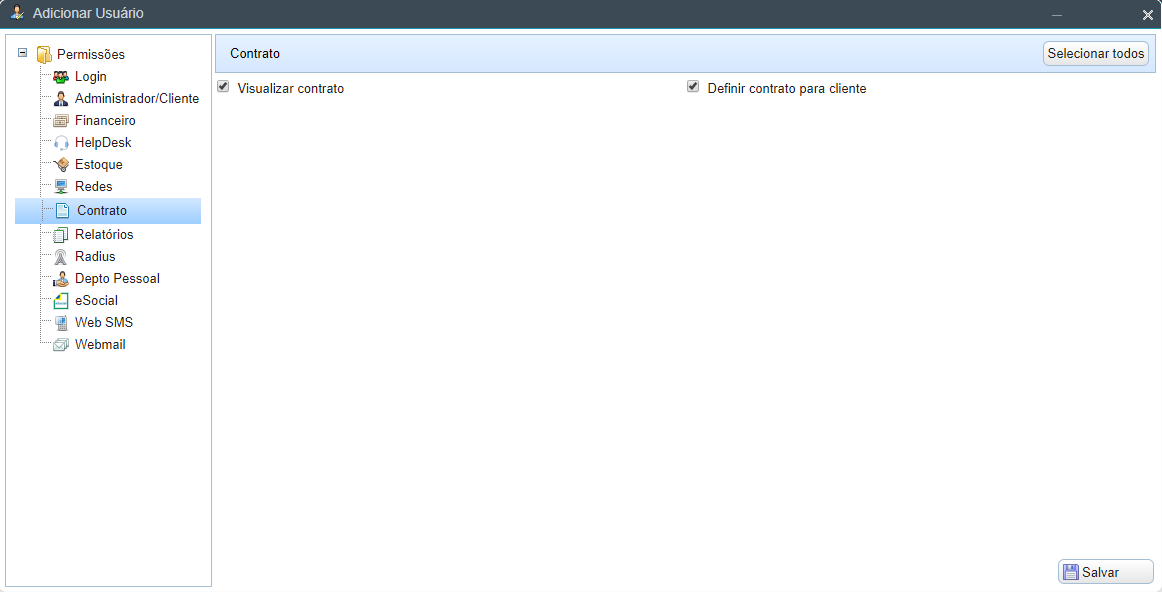 Adicionar Usuário
Permissões
Login
Administrador/Cliente
Financeiro
HelpDesk
Estoque
Redes
Contrato
Relatórios
Radius
Depto Pessoal
eSocial
Web SMS
Webmail
Contrato
Selecionar todos
Visualizar contrato
Definir contrato para cliente
Salvar